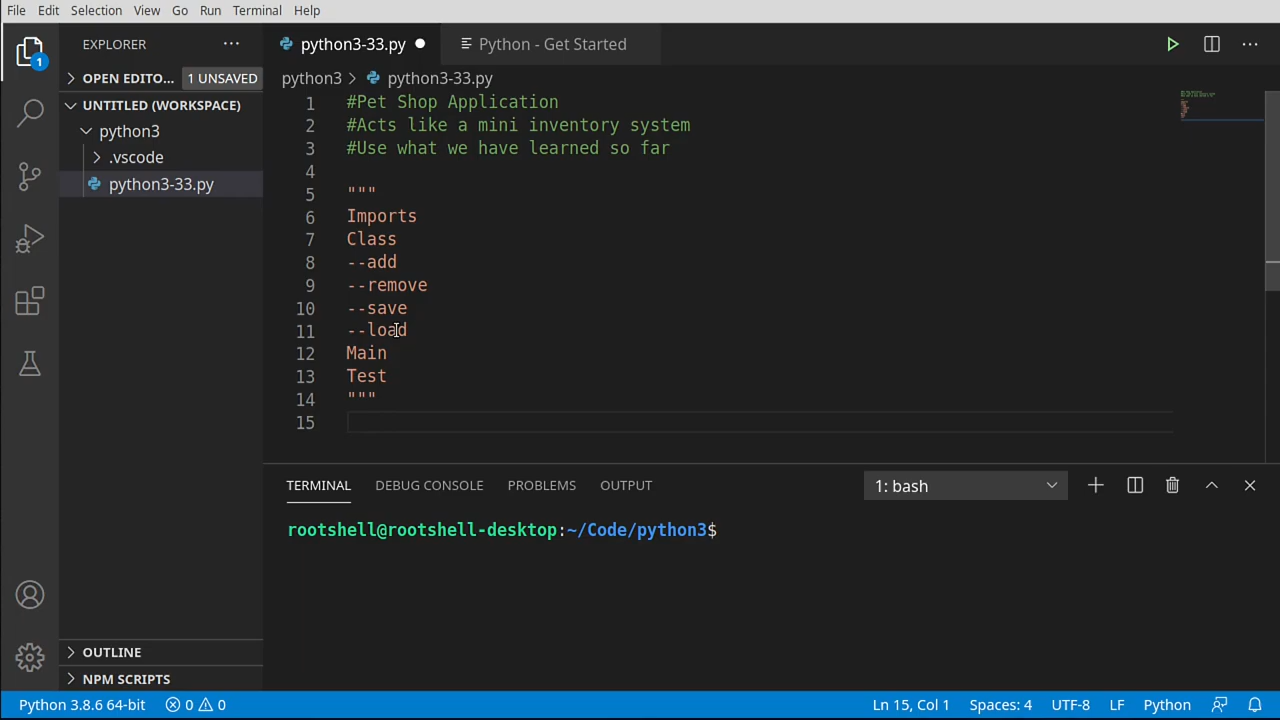 File Edit Selection View Go Run Terminal Help
EXPLORER
python3-33.py
Python - Get Started
OPEN EDITO... 1 UNSAVED
python3 > python3-33.py
UNTITLED (WORKSPACE)
python3
.vscode
python3-33.py
1
1 #Pet Shop Application
2 #Acts like a mini inventory system
3 #Use what we have learned so far
4
5 """
6 Imports
7 Class
8 --add
9 --remove
10 --save
11 --load
12 Main
13 Test
14 """
15
TERMINAL DEBUG CONSOLE PROBLEMS OUTPUT 1: bash
rootshell@rootshell-desktop:~/Code/python3$
OUTLINE
NPM SCRIPTS
Python 3.8.6 64-bit 0 0 Ln 15, Col 1 Spaces: 4 UTF-8 LF Python